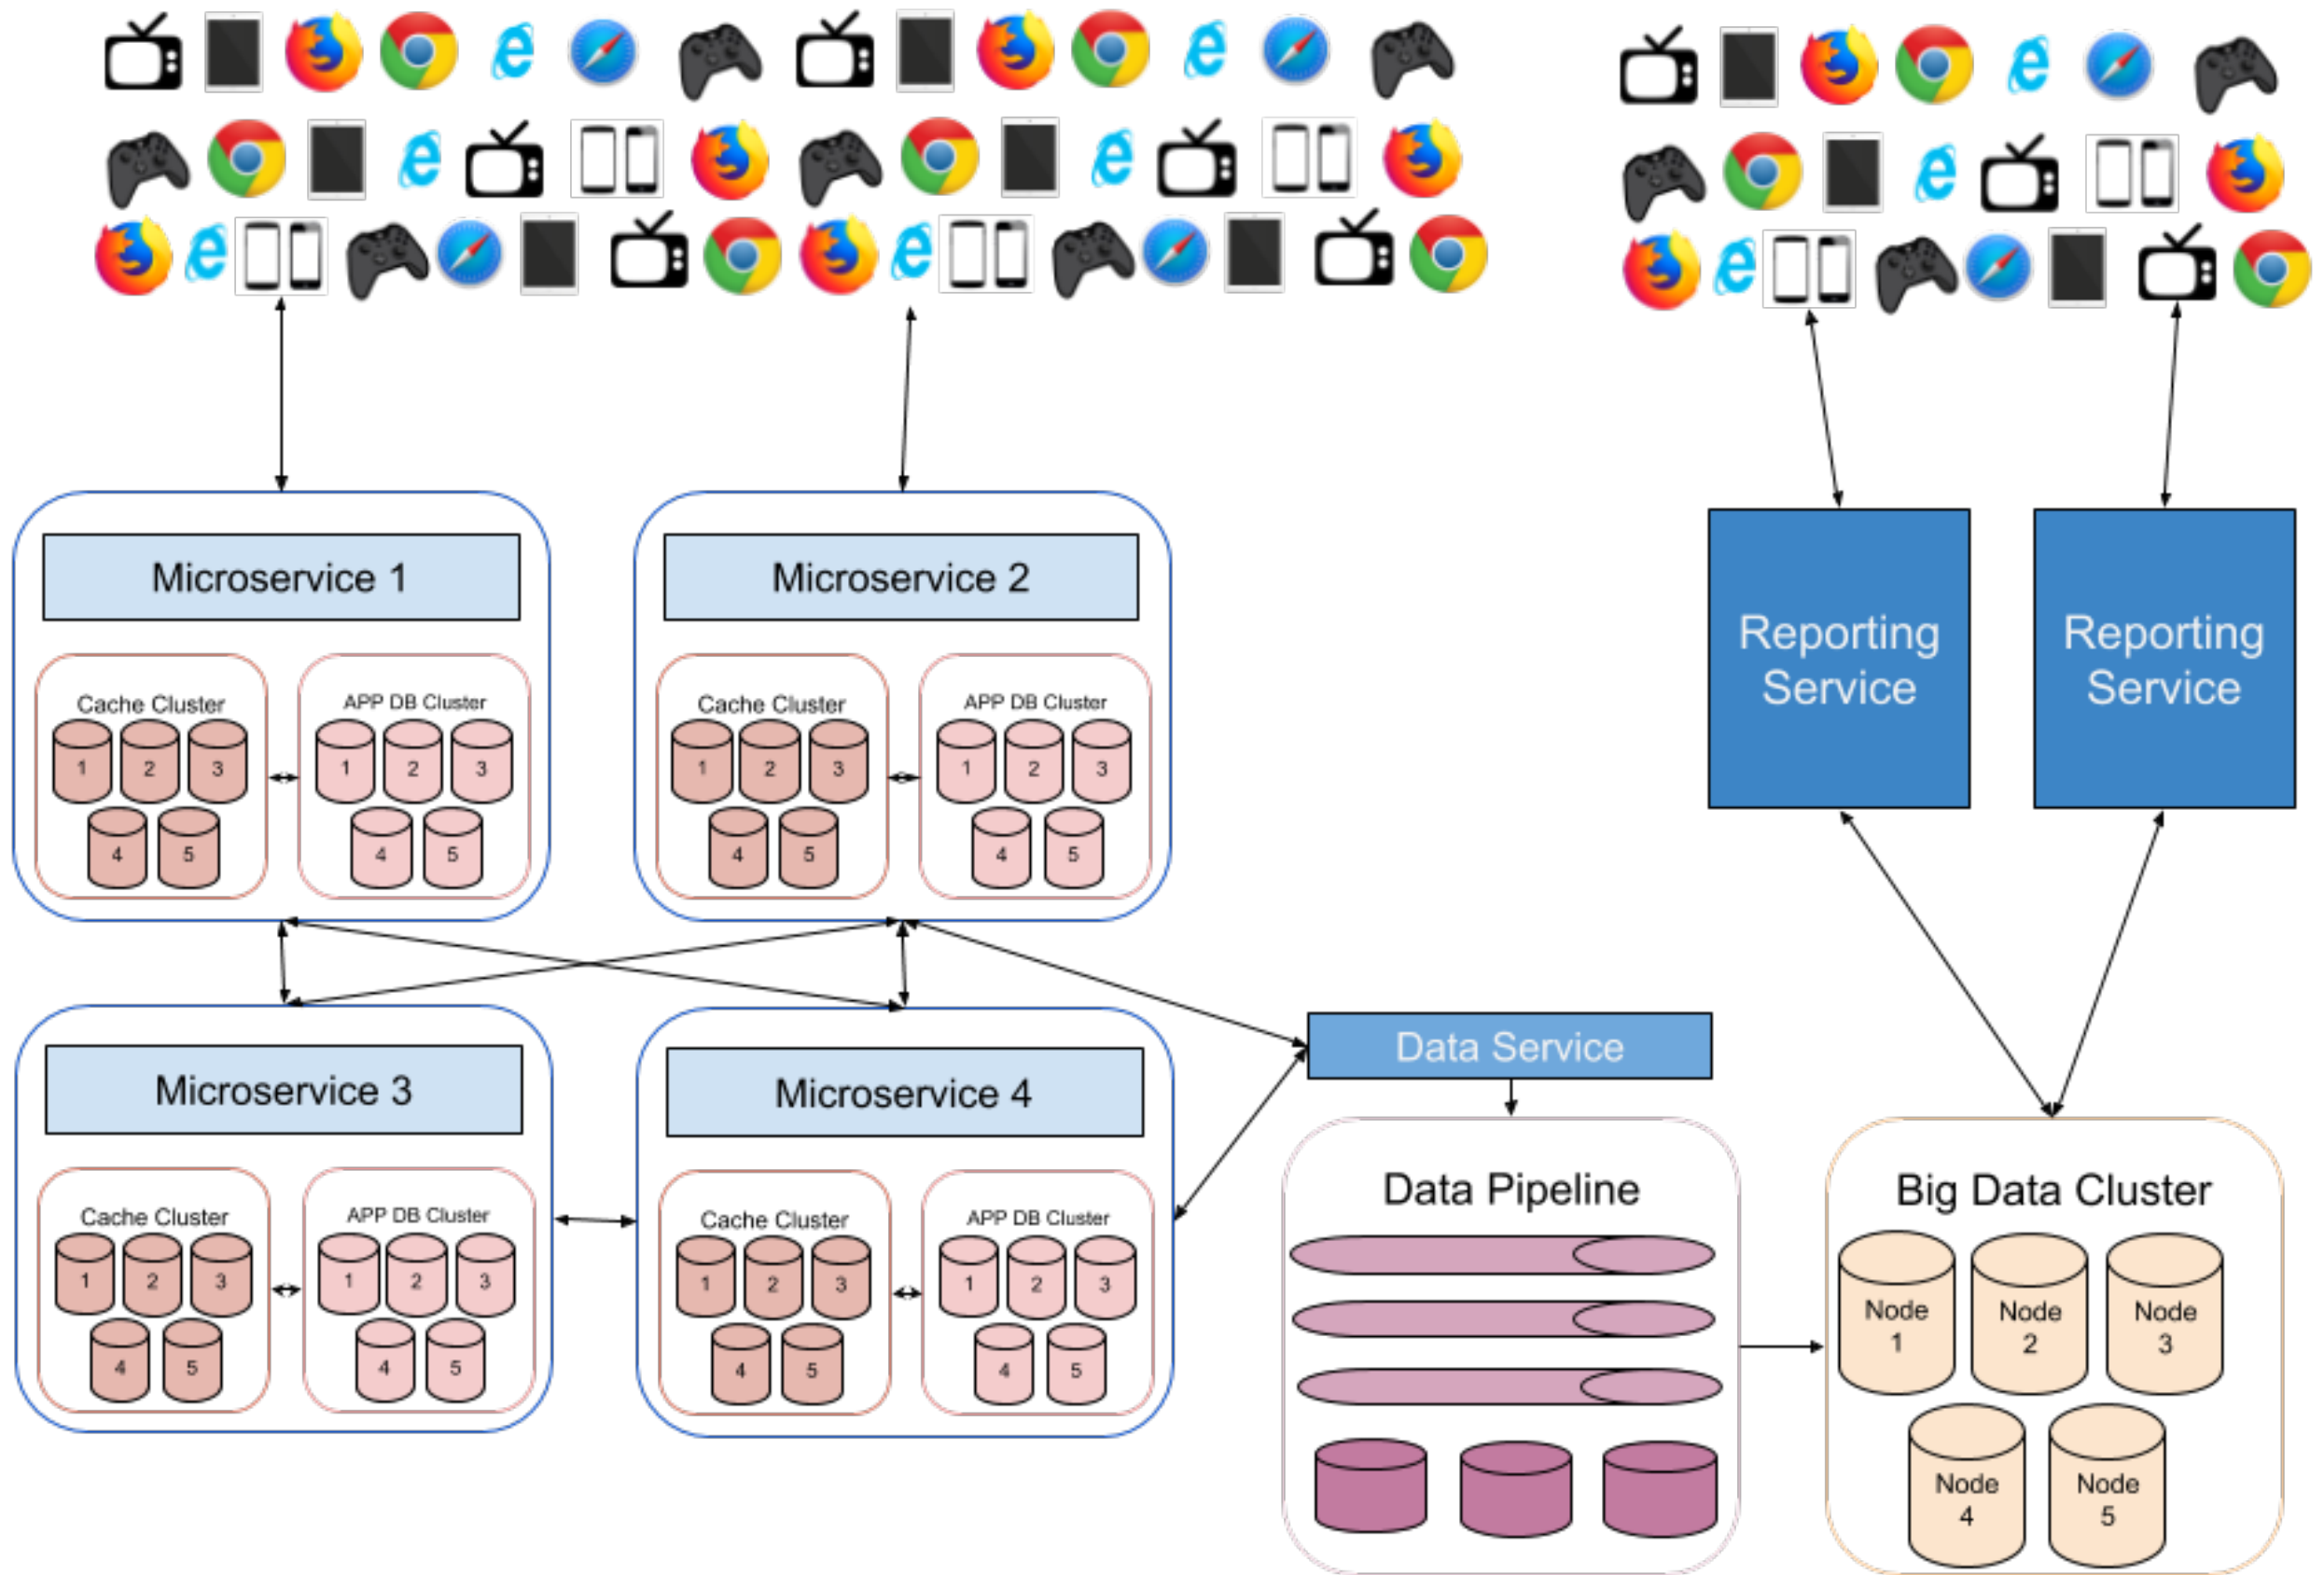 Microservice 1
Cache Cluster
1 2 3
4 5
APP DB Cluster
1 2 3
4 5
Microservice 2
Cache Cluster
1 2 3
4 5
APP DB Cluster
1 2 3
4 5
Reporting
Service
Reporting
Service
Microservice 3
Cache Cluster
1 2 3
4 5
APP DB Cluster
1 2 3
4 5
Microservice 4
Cache Cluster
1 2 3
4 5
APP DB Cluster
1 2 3
4 5
Data Service
Data Pipeline
Big Data Cluster
Node
1
Node
2
Node
3
Node
4
Node
5